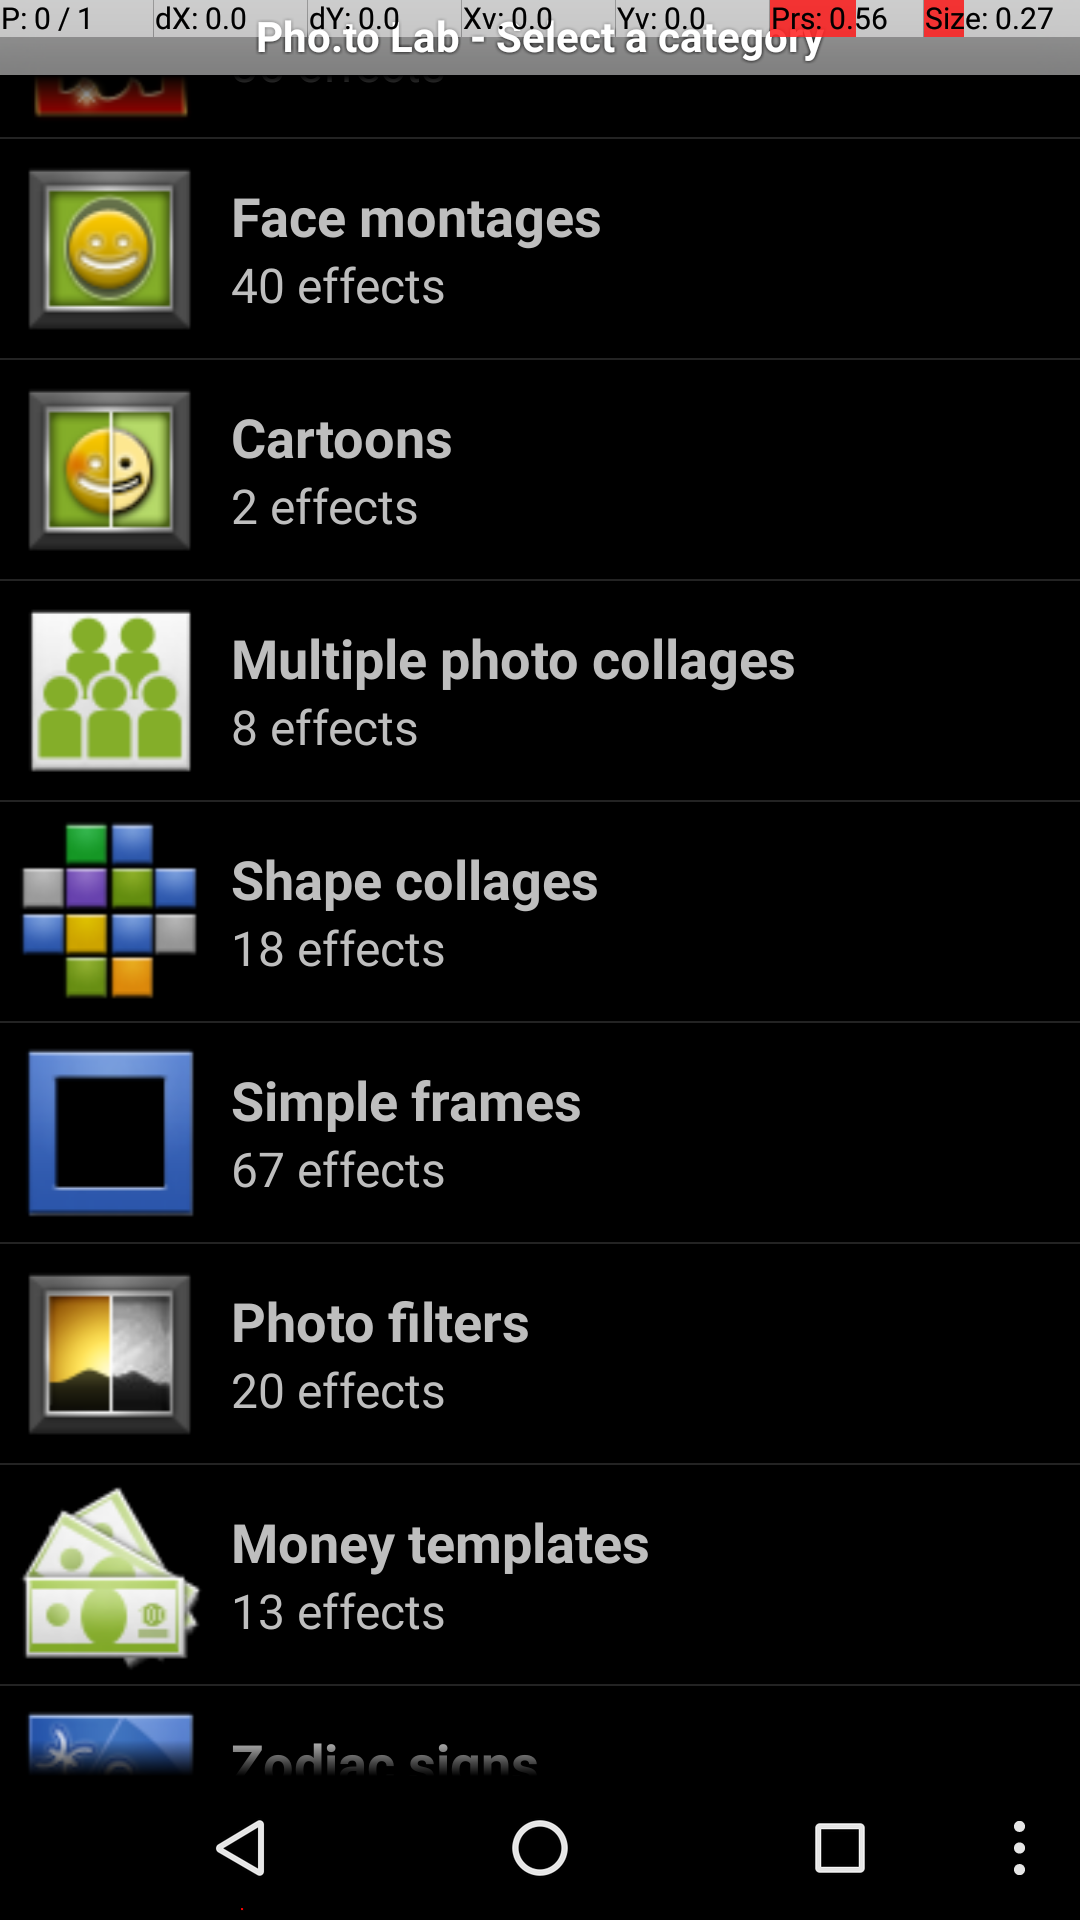 P: 0 / 1 dX: 0.0 dY: 0.0 Xv: 0.0 Yv: 0.0 Prs: 0.56 Size: 0.27
Pho.to Lab - Select a category
effects
Face montages
40 effects
Cartoons
2 effects
Multiple photo collages
8 effects
Shape collages
18 effects
Simple frames
67 effects
Photo filters
20 effects
Money templates
13 effects
Zodiac signs